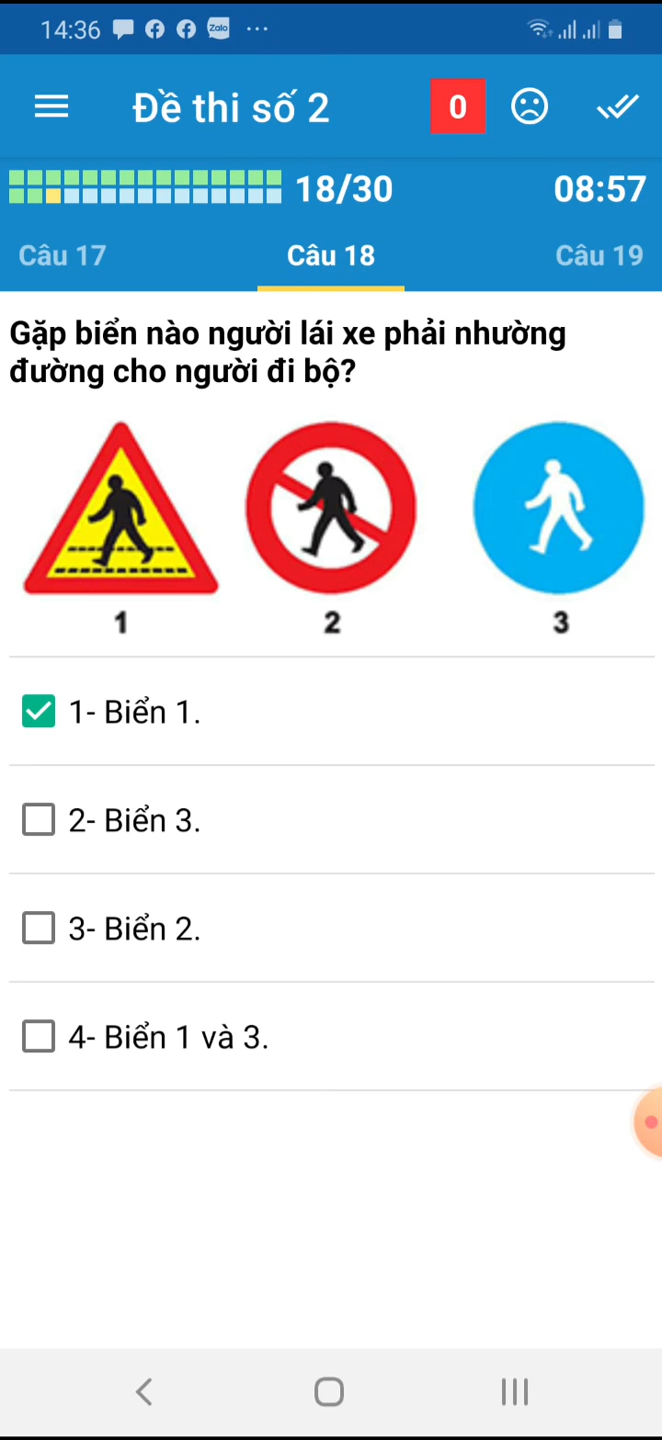 14:36
Zalo
Đề thi số 2
0
18/30
08:57
Câu 17
Câu 18
Câu 19
Gặp biển nào người lái xe phải nhường
đường cho người đi bộ?
1
2
3
1- Biển 1.
2- Biển 3.
3- Biển 2.
4- Biển 1 và 3.